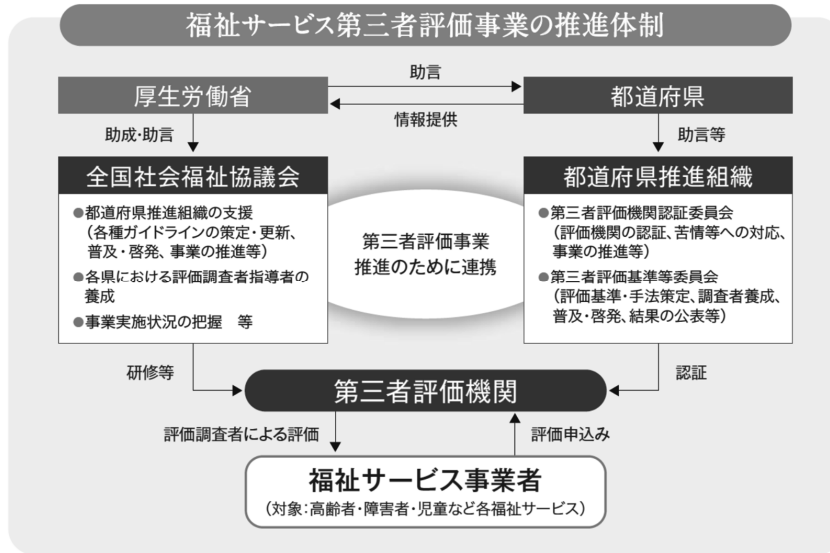 福祉サービス第三者評価事業の推進体制
厚生労働省
助言
情報提供
都道府県
助成・助言
助言等
全国社会福祉協議会
●都道府県推進組織の支援
（各種ガイドラインの策定・更新、
普及・啓発、事業の推進等）
●各県における評価調査者指導者の
養成
●事業実施状況の把握　等
第三者評価事業
推進のために連携
都道府県推進組織
●第三者評価機関認証委員会
（評価機関の認証、苦情等への対応、
事業の推進等）
●第三者評価基準等委員会
（評価基準・手法策定、調査者養成、
普及・啓発、結果の公表等）
研修等
第三者評価機関
認証
評価調査者による評価
評価申込み
福祉サービス事業者
（対象：高齢者・障害者・児童など各福祉サービス）